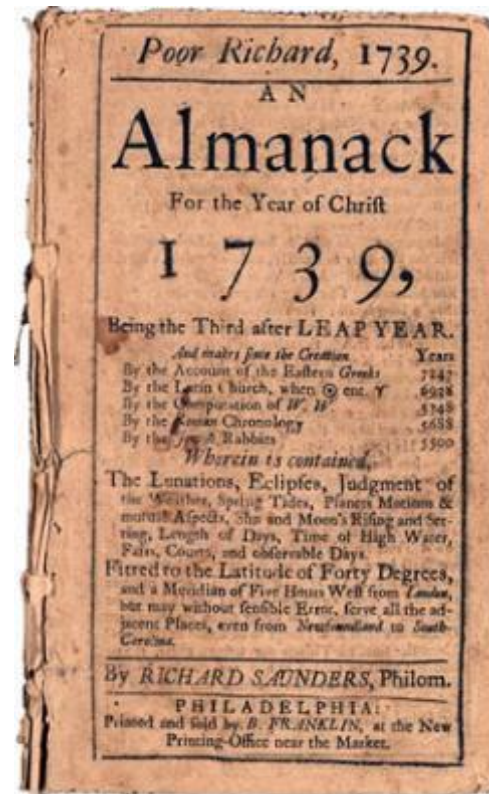 Poor Richard, 1739.
AN
Almanack
For the Year of Chriſt
1739,
Being the Third after LEAP YEAR.
And makes ſince the Creation Years
By the Account of the Eaſtern Greeks 7247
By the Latin Church, when ☉ ent. ♈ 6938
By the Computation of W. W. 5748
By the Roman Chronology 5688
By the Jewiſh Rabbies 5500
Wherein is contained,
The Lunations, Eclipſes, Judgment of
the Weather, Spring Tides, Planets Motions &
mutual Aſpects, Sun and Moon's Riſing and Set-
ting, Length of Days, Time of High Water,
Fairs, Courts, and obſervable Days.
Fitted to the Latitude of Forty Degrees,
and a Meridian of Five Hours Weſt from London,
but may without ſenſible Error, ſerve all the ad-
jacent Places, even from Newfoundland to South-
Carolina.
By RICHARD SAUNDERS, Philom.
PHILADELPHIA:
Printed and ſold by B. FRANKLIN, at the New
Printing-Office near the Market.